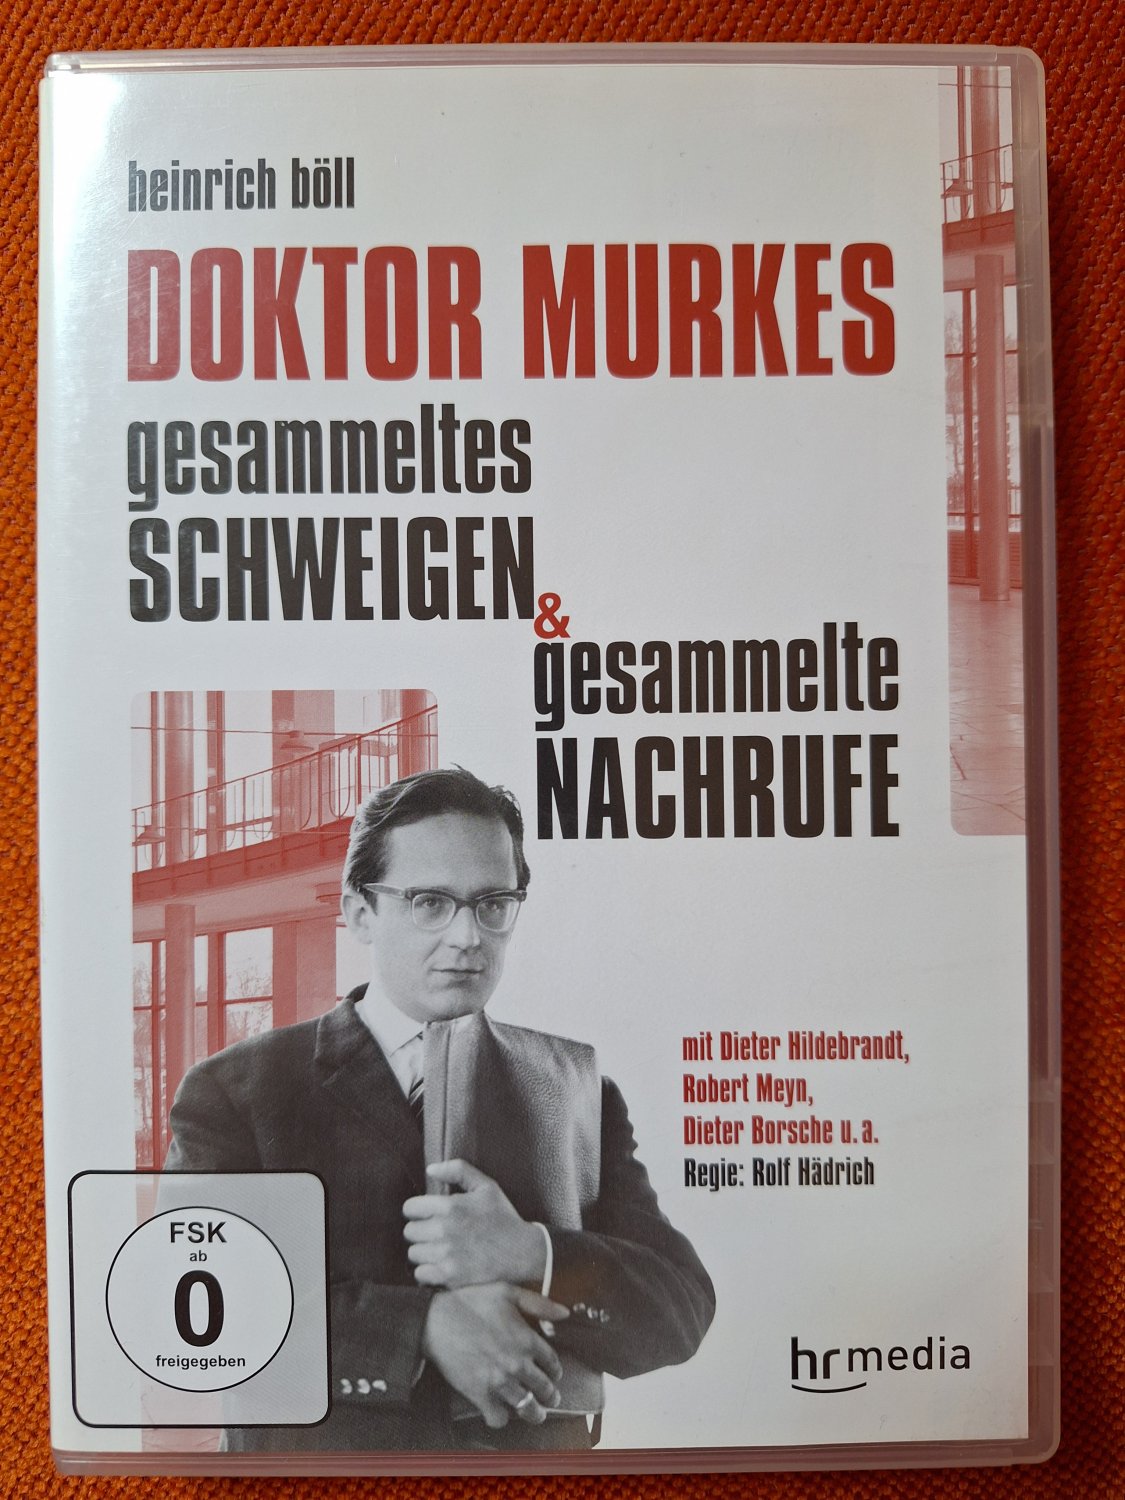 heinrich böll
DOKTOR MURKES
gesammeltes
SCHWEIGEN
&
gesammelte
NACHRUFE
mit Dieter Hildebrandt,
Robert Meyn,
Dieter Borsche u. a.
Regie: Rolf Hädrich
FSK
ab
0
freigegeben
hr media